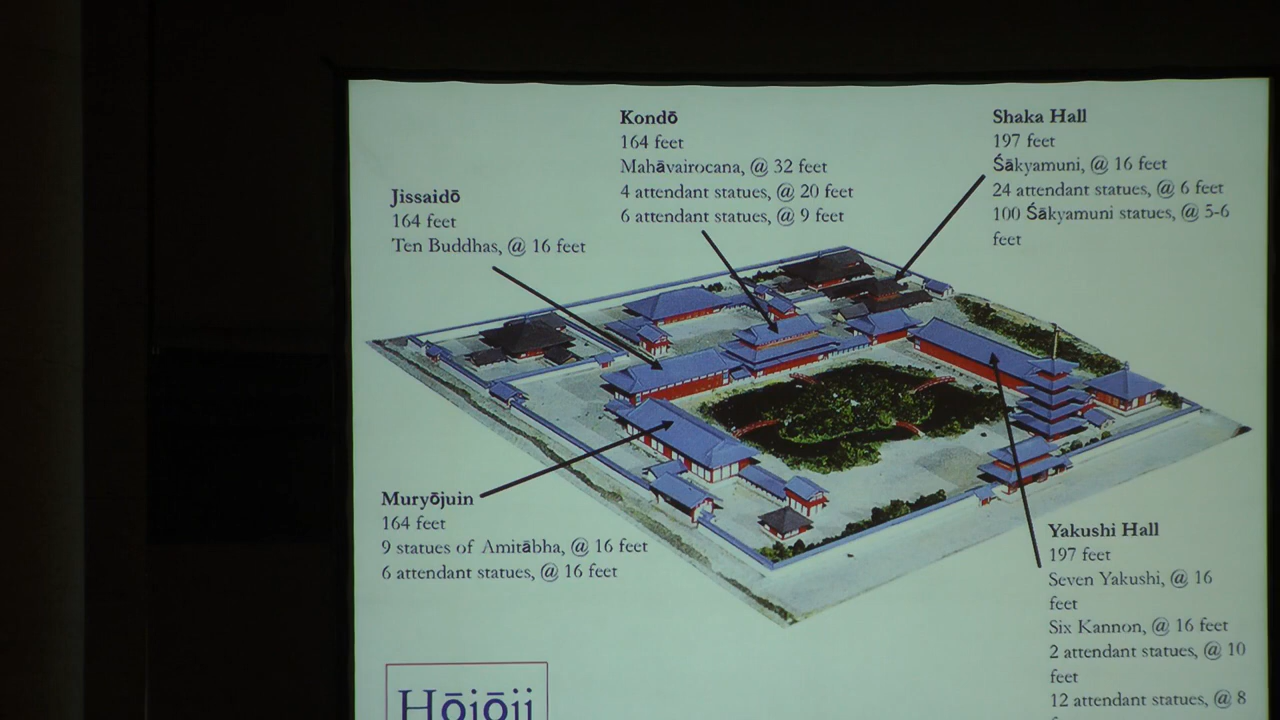 Kondō
164 feet
Mahāvairocana, @ 32 feet
4 attendant statues, @ 20 feet
6 attendant statues, @ 9 feet
Shaka Hall
197 feet
Śākyamuni, @ 16 feet
24 attendant statues, @ 6 feet
100 Śākyamuni statues, @ 5-6
feet
Jissaidō
164 feet
Ten Buddhas, @ 16 feet
Muryōjuin
164 feet
9 statues of Amitābha, @ 16 feet
6 attendant statues, @ 16 feet
Yakushi Hall
197 feet
Seven Yakushi, @ 16
feet
Six Kannon, @ 16 feet
2 attendant statues, @ 10
feet
12 attendant statues, @ 8
Hōjōji